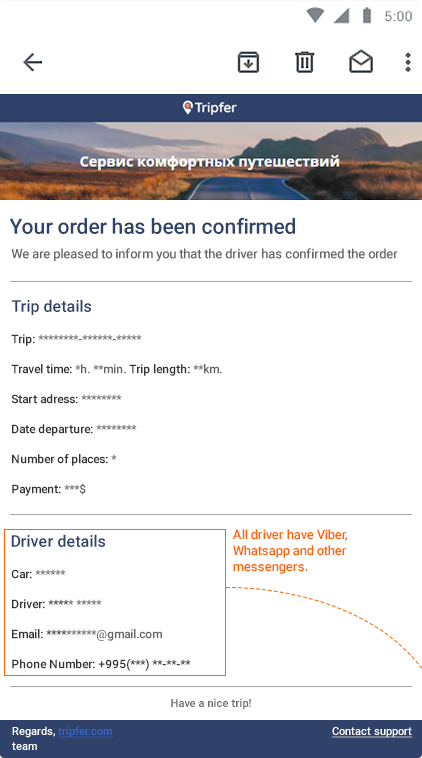 5:00
Tripfer
Сервис комфортных путешествий
Your order has been confirmed
We are pleased to inform you that the driver has confirmed the order
Trip details
Trip: ********-******-*****
Travel time: *h. **min. Trip length: **km.
Start adress: ********
Date departure: ********
Number of places: *
Payment: ***$
Driver details
Car: ******
Driver: ***** *****
Email: **********@gmail.com
Phone Number: +995(***) **-**-**
All driver have Viber,
Whatsapp and other
messengers.
Have a nice trip!
Regards, tripfer.com
team
Contact support